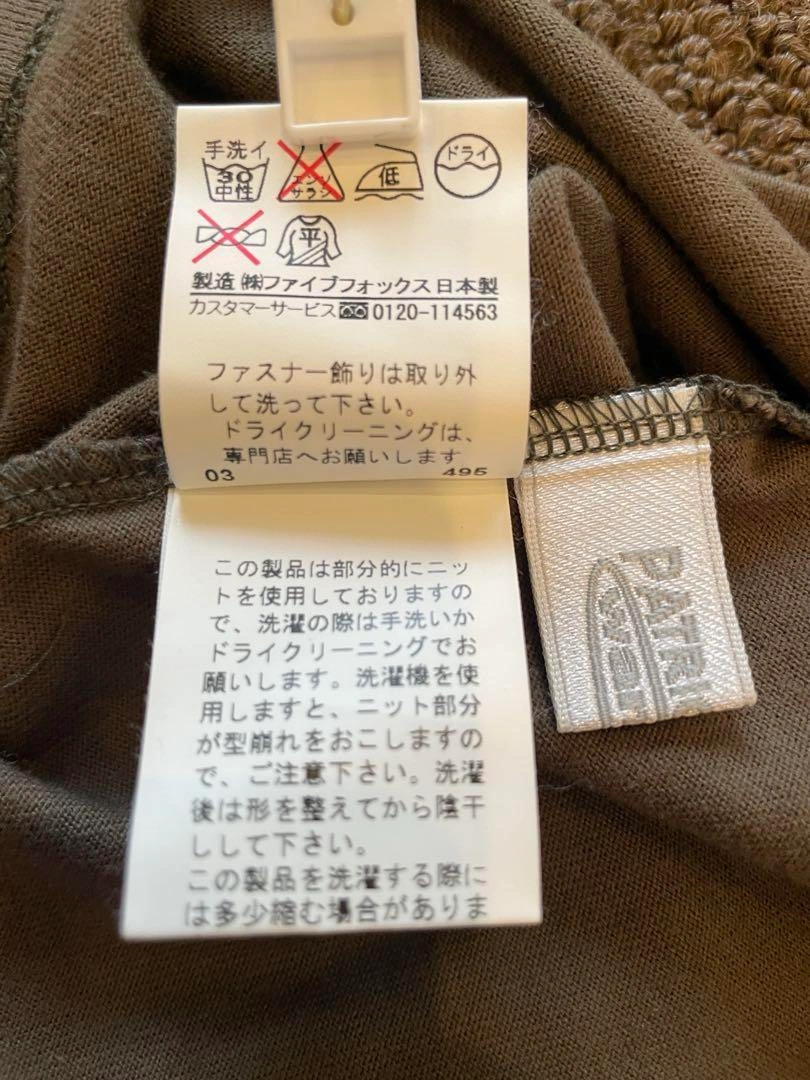 手洗イ
30
中性
エンソ
サラシ
低
ドライ
平
製造 ㈱ファイブフォックス 日本製
カスタマーサービス 0120-114563
ファスナー飾りは取り外
して洗って下さい。
ドライクリーニングは、
専門店へお願いします
03 495
この製品は部分的にニッ
トを使用しておりますの
で、洗濯の際は手洗いか
ドライクリーニングでお
願いします。洗濯機を使
用しますと、ニット部分
が型崩れをおこしますの
で、ご注意下さい。洗濯
後は形を整えてから陰干
ししして下さい。
この製品を洗濯する際に
は多少縮む場合がありま
PATRI
war